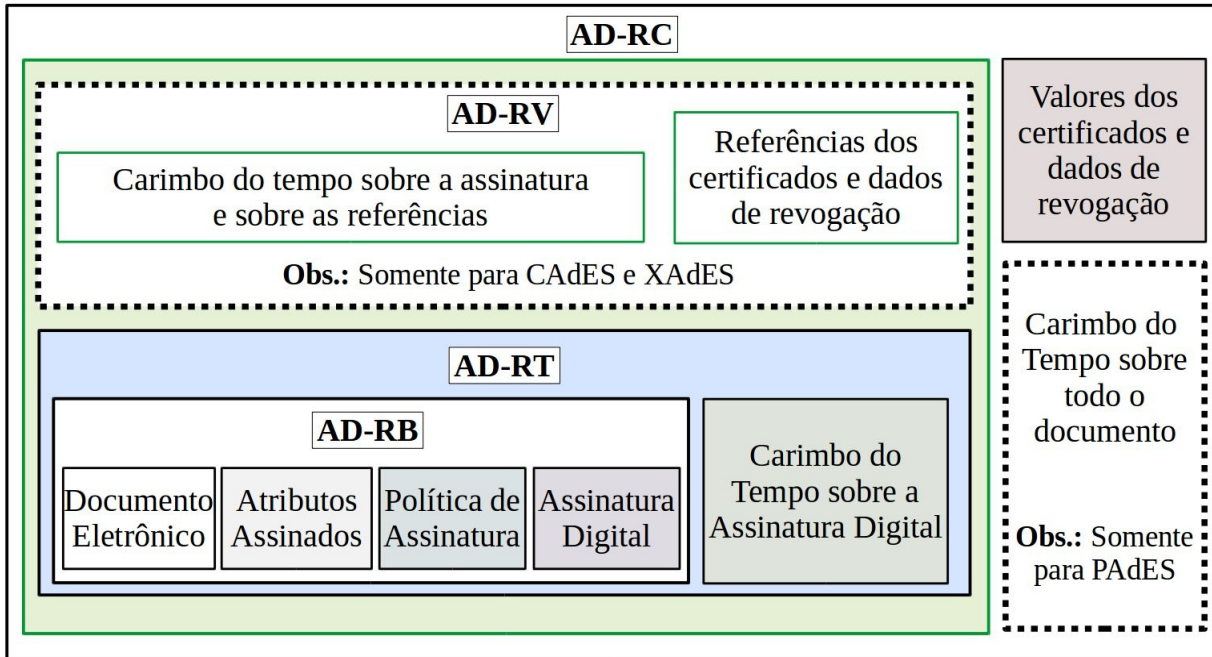 AD-RC
AD-RV
Carimbo do tempo sobre a assinatura
e sobre as referências
Referências dos
certificados e dados
de revogação
Obs.: Somente para CAdES e XAdES
Valores dos
certificados e
dados de
revogação
AD-RT
AD-RB
Documento
Eletrônico
Atributos
Assinados
Política de
Assinatura
Assinatura
Digital
Carimbo do
Tempo sobre a
Assinatura Digital
Carimbo do
Tempo sobre
todo o
documento
Obs.: Somente
para PAdES